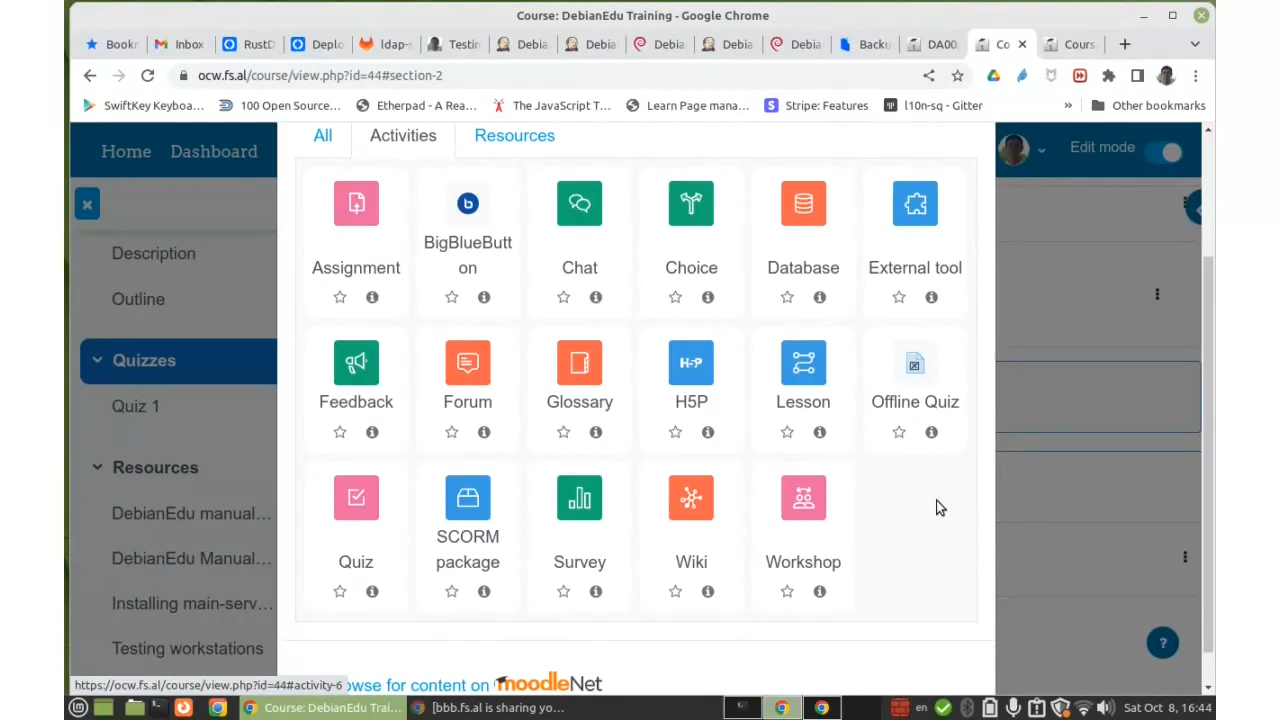 Course: DebianEdu Training - Google Chrome
Bookr
Inbox
RustD
Deplo
ldap-
Testin
Debia
Debia
Debia
Debia
Debia
Backu
DA00
Co
Cours
ocw.fs.al/course/view.php?id=44#section-2
SwiftKey Keyboa...
100 Open Source...
Etherpad - A Rea...
The JavaScript T...
Learn Page mana...
Stripe: Features
l10n-sq - Gitter
»
Other bookmarks
Home
Dashboard
Edit mode
All
Activities
Resources
Description
Outline
Quizzes
Quiz 1
Resources
DebianEdu manual...
DebianEdu Manual...
Installing main-serv...
Testing workstations
Assignment
BigBlueButt
on
Chat
Choice
Database
External tool
Feedback
Forum
Glossary
H5P
H5P
Lesson
Offline Quiz
Quiz
SCORM
package
Survey
Wiki
Workshop
?
https://ocw.fs.al/course/view.php?id=44#activity-6
owse for content on moodleNet
Course: DebianEdu Trai...
[bbb.fs.al is sharing yo...
en
Sat Oct 8, 16:44